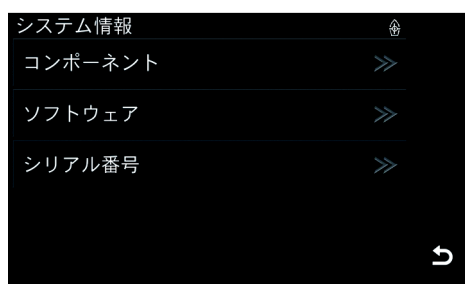 システム情報
コンポーネント
ソフトウェア
シリアル番号